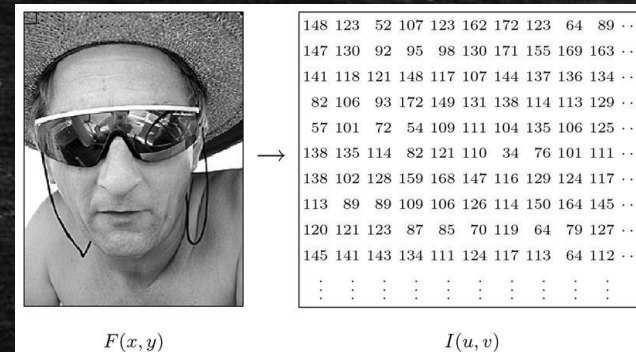 148 123 52 107 123 162 172 123 64 89 ···
147 130 92 95 98 130 171 155 169 163 ···
141 118 121 148 117 107 144 137 136 134 ···
82 106 93 172 149 131 138 114 113 129 ···
57 101 72 54 109 111 104 135 106 125 ···
138 135 114 82 121 110 34 76 101 111 ···
138 102 128 159 168 147 116 129 124 117 ···
113 89 89 109 106 126 114 150 164 145 ···
120 121 123 87 85 70 119 64 79 127 ···
145 141 143 134 111 124 117 113 64 112 ···
⋮ ⋮ ⋮ ⋮ ⋮ ⋮ ⋮ ⋮ ⋮
→
F(x, y)
I(u, v)